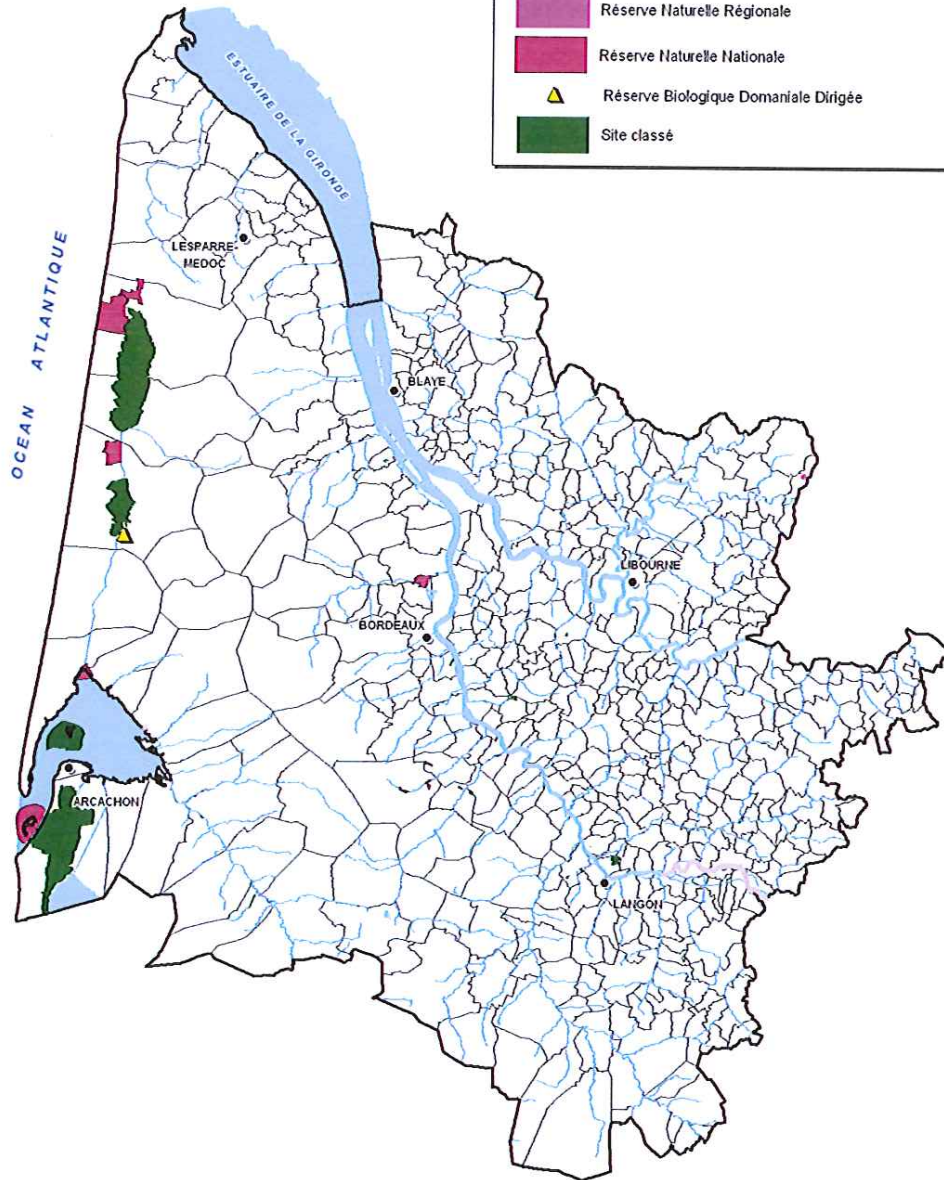 Réserve Naturelle Régionale
Réserve Naturelle Nationale
Réserve Biologique Domaniale Dirigée
Site classé
ESTUAIRE DE LA GIRONDE
OCEAN ATLANTIQUE
LESPARRE-
MEDOC
BLAYE
LIBOURNE
BORDEAUX
ARCACHON
LANGON